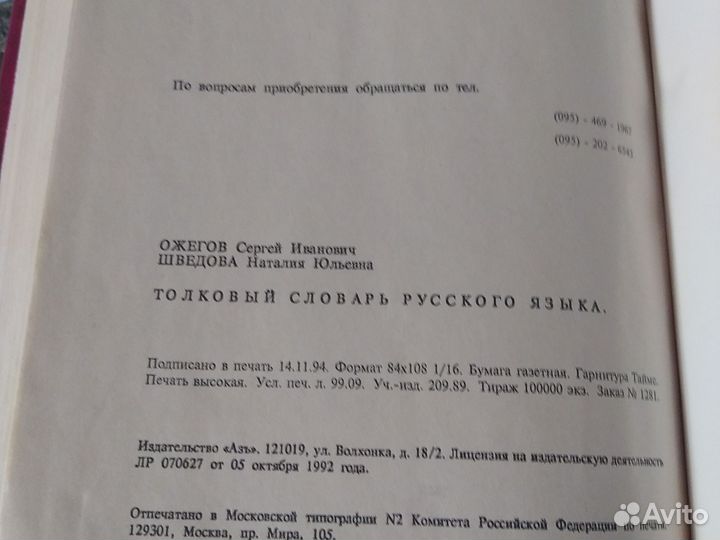 По вопросам приобретения обращаться по тел.
(095) - 469 -
(095) - 202 -
ОЖЕГОВ Сергей Иванович
ШВЕДОВА Наталия Юльевна
ТОЛКОВЫЙ СЛОВАРЬ РУССКОГО ЯЗЫКА.
Подписано в печать 14.11.94. Формат 84х108 1/16. Бумага газетная. Гарнитура Таймс.
Печать высокая. Усл. печ. л. 99.09. Уч.-изд. 209.89. Тираж 100000 экз. Заказ № 1281.
Издательство «Азъ». 121019, ул. Волхонка, д. 18/2. Лицензия на издательскую деятельность
ЛР 070627 от 05 октября 1992 года.
Отпечатано в Московской типографии N2 Комитета Российской Федерации по печати.
129301, Москва, пр. Мира, 105.
Avito